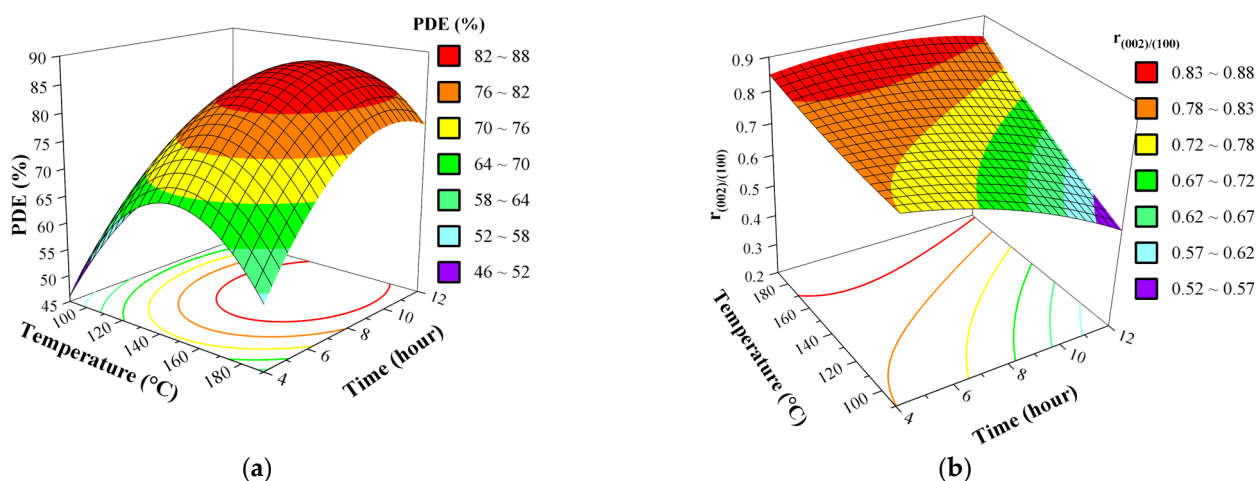 PDE (%)
82 ~ 88
76 ~ 82
70 ~ 76
64 ~ 70
58 ~ 64
52 ~ 58
46 ~ 52
PDE (%)
90
85
80
75
70
65
60
55
50
45
100
120
140
160
180
Temperature (°C)
4
6
8
10
12
Time (hour)
(a)
r(002)/(100)
0.83 ~ 0.88
0.78 ~ 0.83
0.72 ~ 0.78
0.67 ~ 0.72
0.62 ~ 0.67
0.57 ~ 0.62
0.52 ~ 0.57
r(002)/(100)
0.9
0.8
0.7
0.6
0.5
0.4
0.3
0.2
180
160
140
120
100
Temperature (°C)
4
6
8
10
12
Time (hour)
(b)